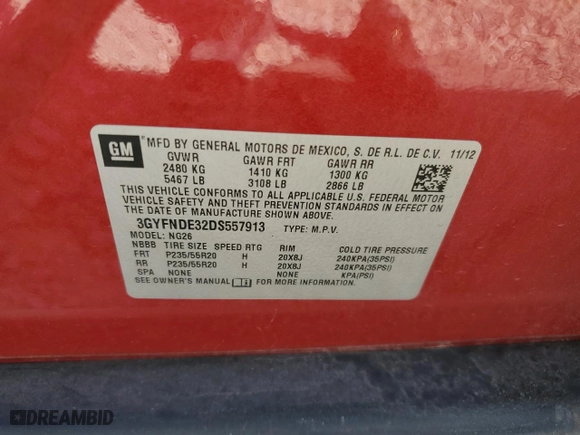 GM
MFD BY GENERAL MOTORS DE MEXICO, S. DE R.L. DE C.V. 11/12
GVWR GAWR FRT GAWR RR
2480 KG 1410 KG 1300 KG
5467 LB 3108 LB 2866 LB
THIS VEHICLE CONFORMS TO ALL APPLICABLE U.S. FEDERAL MOTOR
VEHICLE SAFETY AND THEFT PREVENTION STANDARDS IN EFFECT ON
THE DATE OF MANUFACTURE SHOWN ABOVE.
3GYFNDE32DS557913 TYPE: M.P.V.
MODEL: NG26
NBBB TIRE SIZE SPEED RTG RIM COLD TIRE PRESSURE
FRT P235/55R20 H 20X8J 240KPA(35PSI)
RR P235/55R20 H 20X8J 240KPA(35PSI)
SPA NONE NONE KPA(PSI)
SEE OWNER'S MANUAL FOR MORE INFORMATION.
DREAMBID